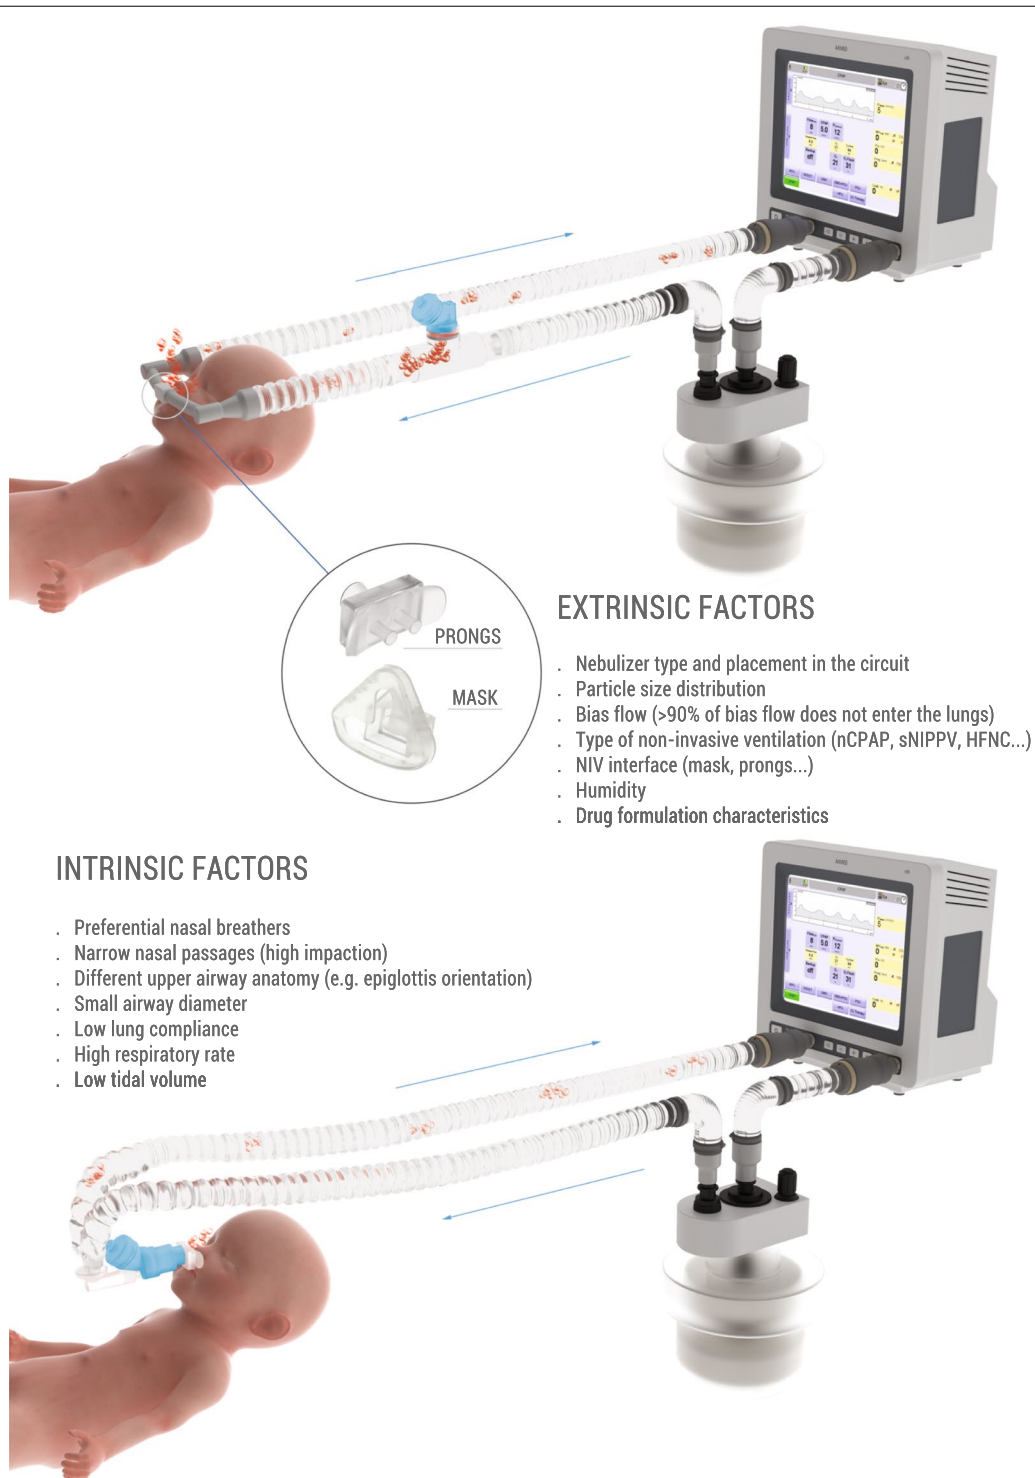 PRONGS
MASK
EXTRINSIC FACTORS
. Nebulizer type and placement in the circuit
. Particle size distribution
. Bias flow (>90% of bias flow does not enter the lungs)
. Type of non-invasive ventilation (nCPAP, sNIPPV, HFNC...)
. NIV interface (mask, prongs...)
. Humidity
. Drug formulation characteristics
INTRINSIC FACTORS
. Preferential nasal breathers
. Narrow nasal passages (high impaction)
. Different upper airway anatomy (e.g. epiglottis orientation)
. Small airway diameter
. Low lung compliance
. High respiratory rate
. Low tidal volume